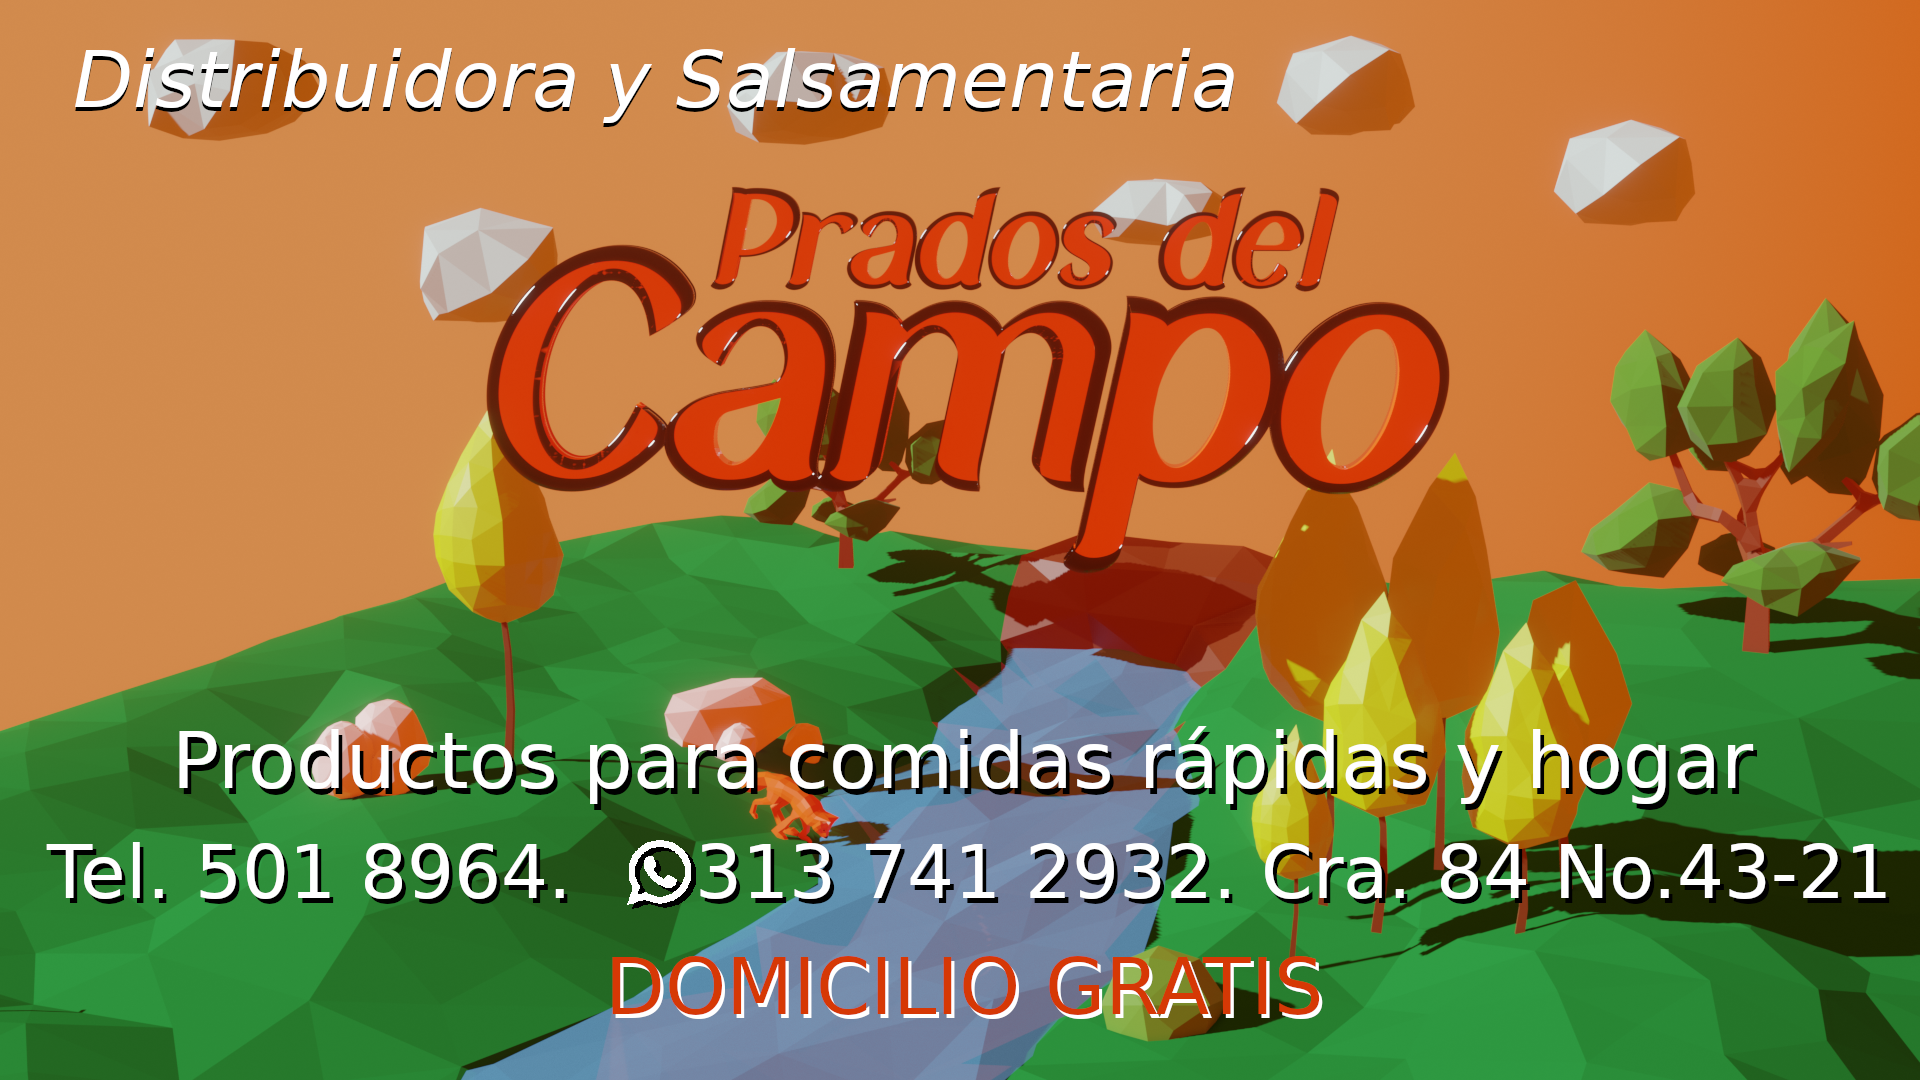 Distribuidora y Salsamentaria
Prados del
Campo
Productos para comidas rápidas y hogar
Tel. 501 8964. 313 741 2932. Cra. 84 No.43-21
DOMICILIO GRATIS